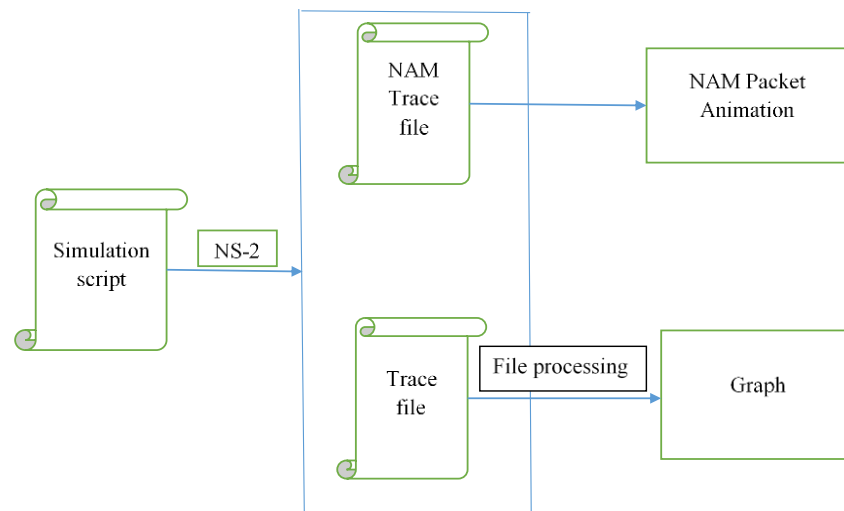 NAM
Trace
file
NAM Packet
Animation
Simulation
script
NS-2
Trace
file
File processing
Graph